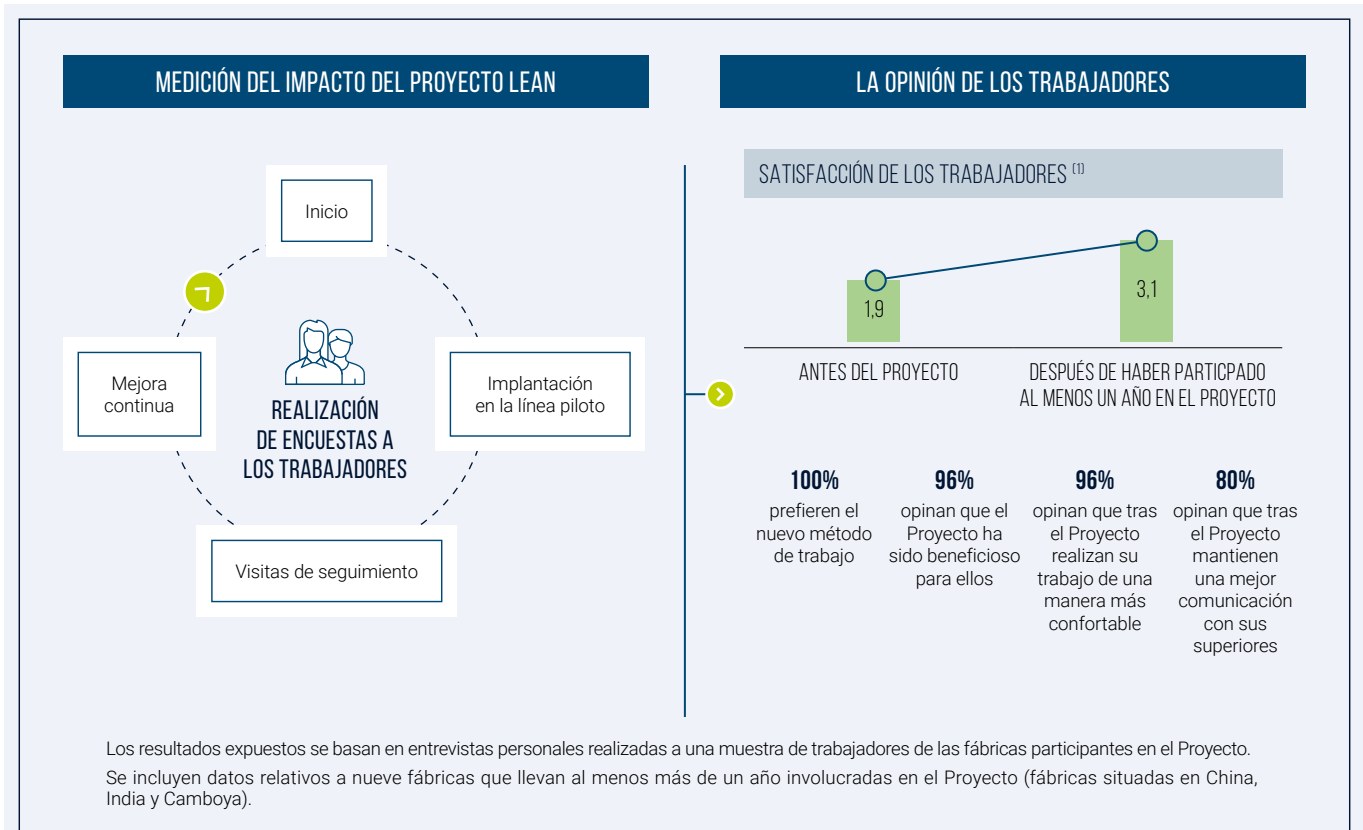 MEDICIÓN DEL IMPACTO DEL PROYECTO LEAN
Inicio
Implantación
en la línea piloto
Visitas de seguimiento
Mejora
continua
REALIZACIÓN
DE ENCUESTAS A
LOS TRABAJADORES
LA OPINIÓN DE LOS TRABAJADORES
SATISFACCIÓN DE LOS TRABAJADORES (1)
1,9
3,1
ANTES DEL PROYECTO
DESPUÉS DE HABER PARTICPADO
AL MENOS UN AÑO EN EL PROYECTO
100%
prefieren el
nuevo método
de trabajo
96%
opinan que el
Proyecto ha
sido beneficioso
para ellos
96%
opinan que tras
el Proyecto
realizan su
trabajo de una
manera más
confortable
80%
opinan que tras
el Proyecto
mantienen
una mejor
comunicación
con sus
superiores
Los resultados expuestos se basan en entrevistas personales realizadas a una muestra de trabajadores de las fábricas participantes en el Proyecto.
Se incluyen datos relativos a nueve fábricas que llevan al menos más de un año involucradas en el Proyecto (fábricas situadas en China,
India y Camboya).